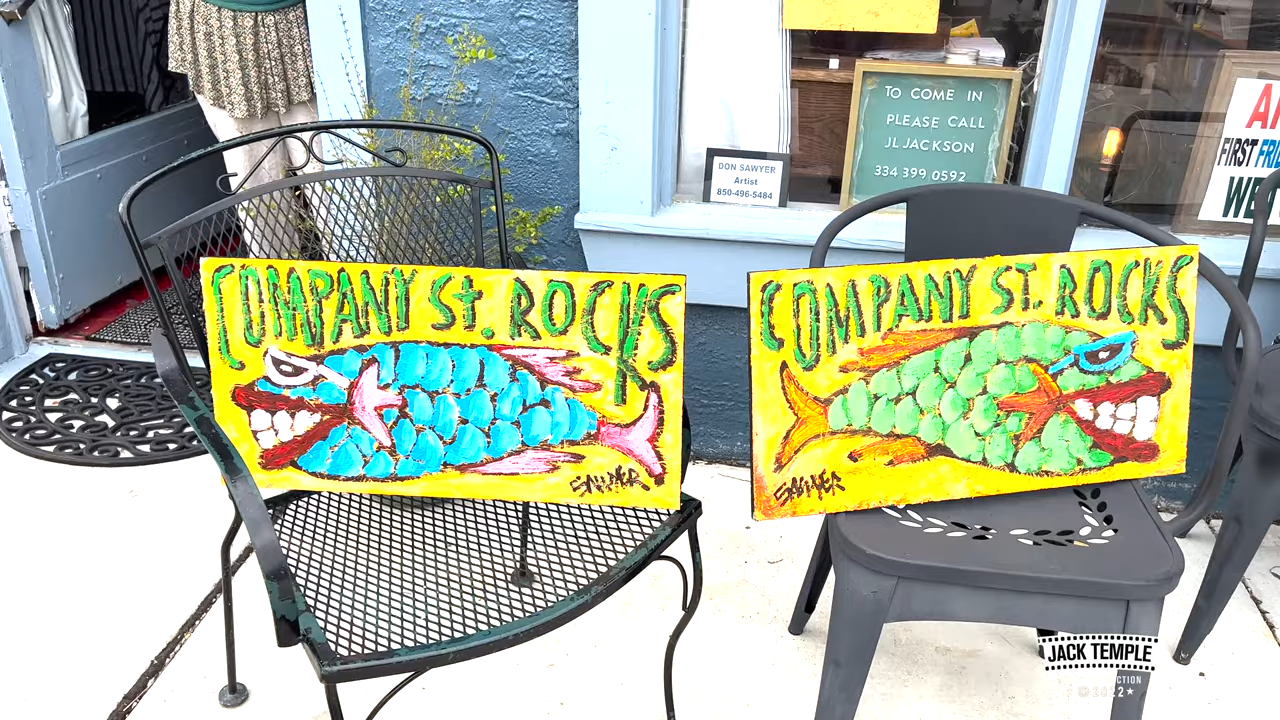 TO COME IN
PLEASE CALL
JL JACKSON
334 399 0592
DON SAWYER
Artist
850-496-5484
FIRST
COMPANY St. ROCKS
SAWYER
COMPANY ST. ROCKS
SAWYER
JACK TEMPLE
©2022★